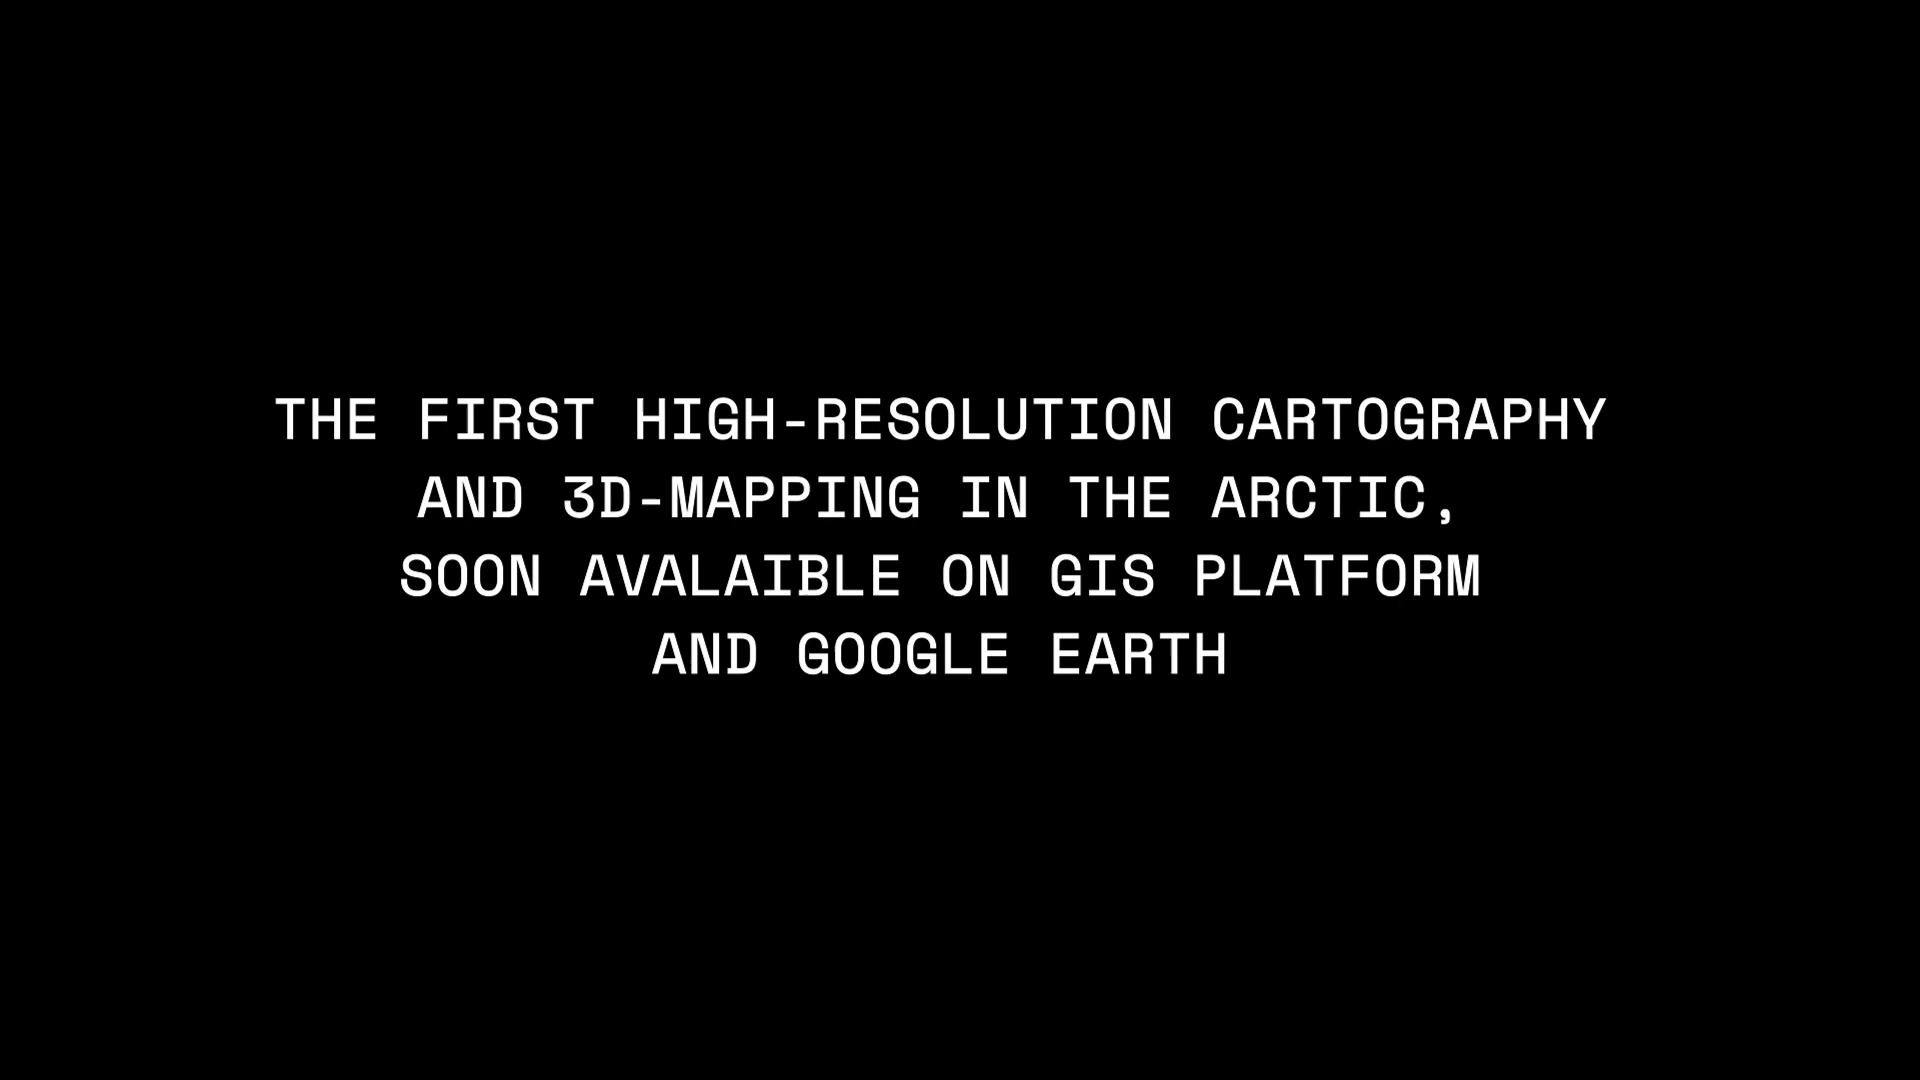 THE FIRST HIGH-RESOLUTION CARTOGRAPHY
AND 3D-MAPPING IN THE ARCTIC,
SOON AVALAIBLE ON GIS PLATFORM
AND GOOGLE EARTH